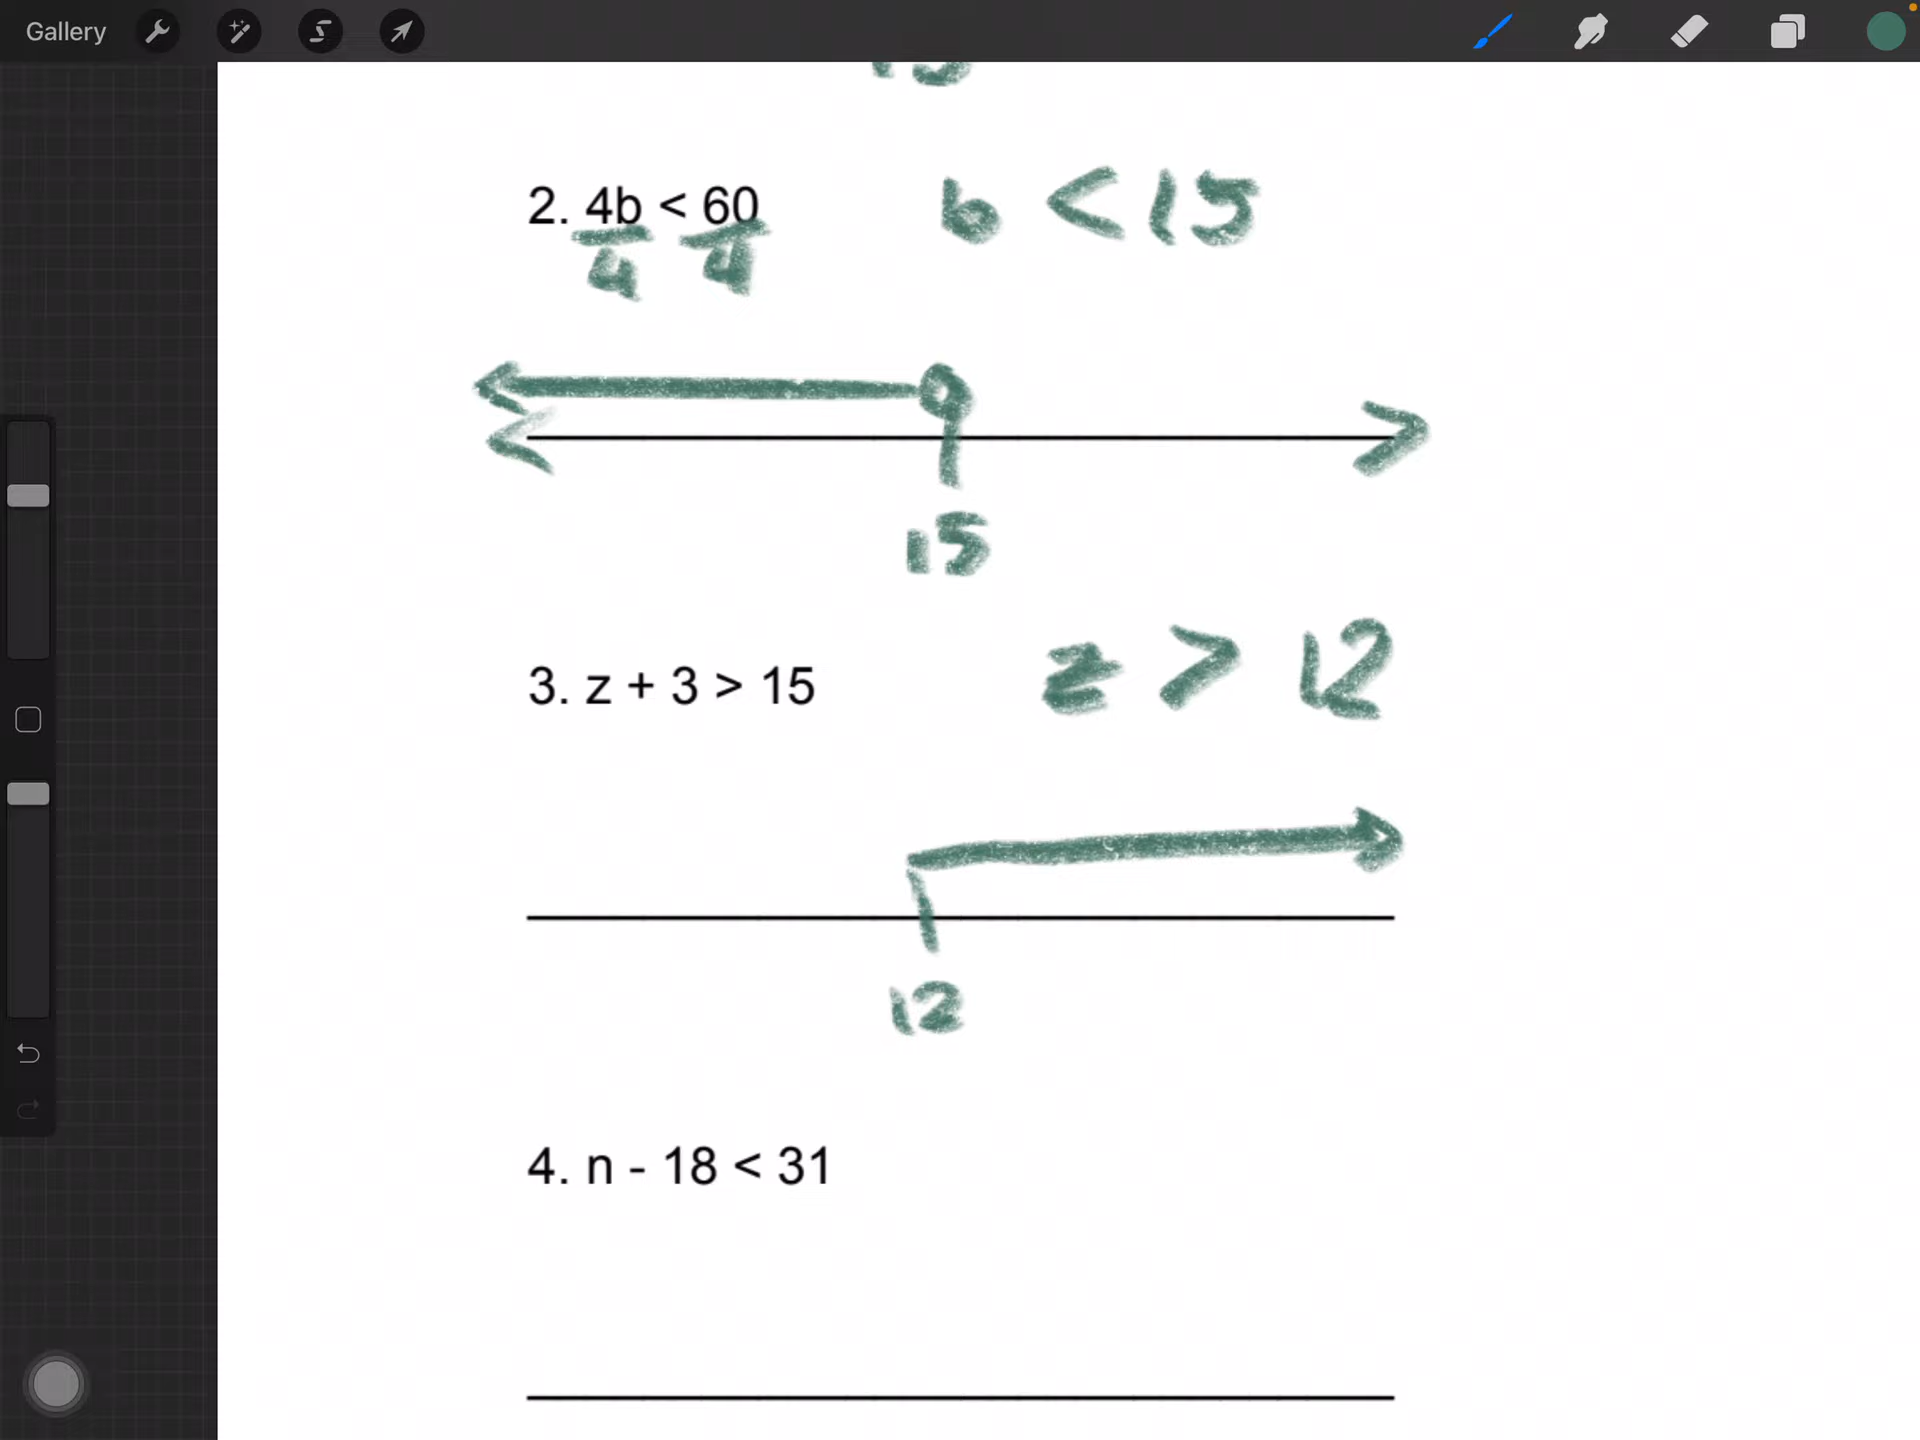 Gallery
2. 4b < 60 b < 15
4 4
15
3. z + 3 > 15 z > 12
12
4. n - 18 < 31